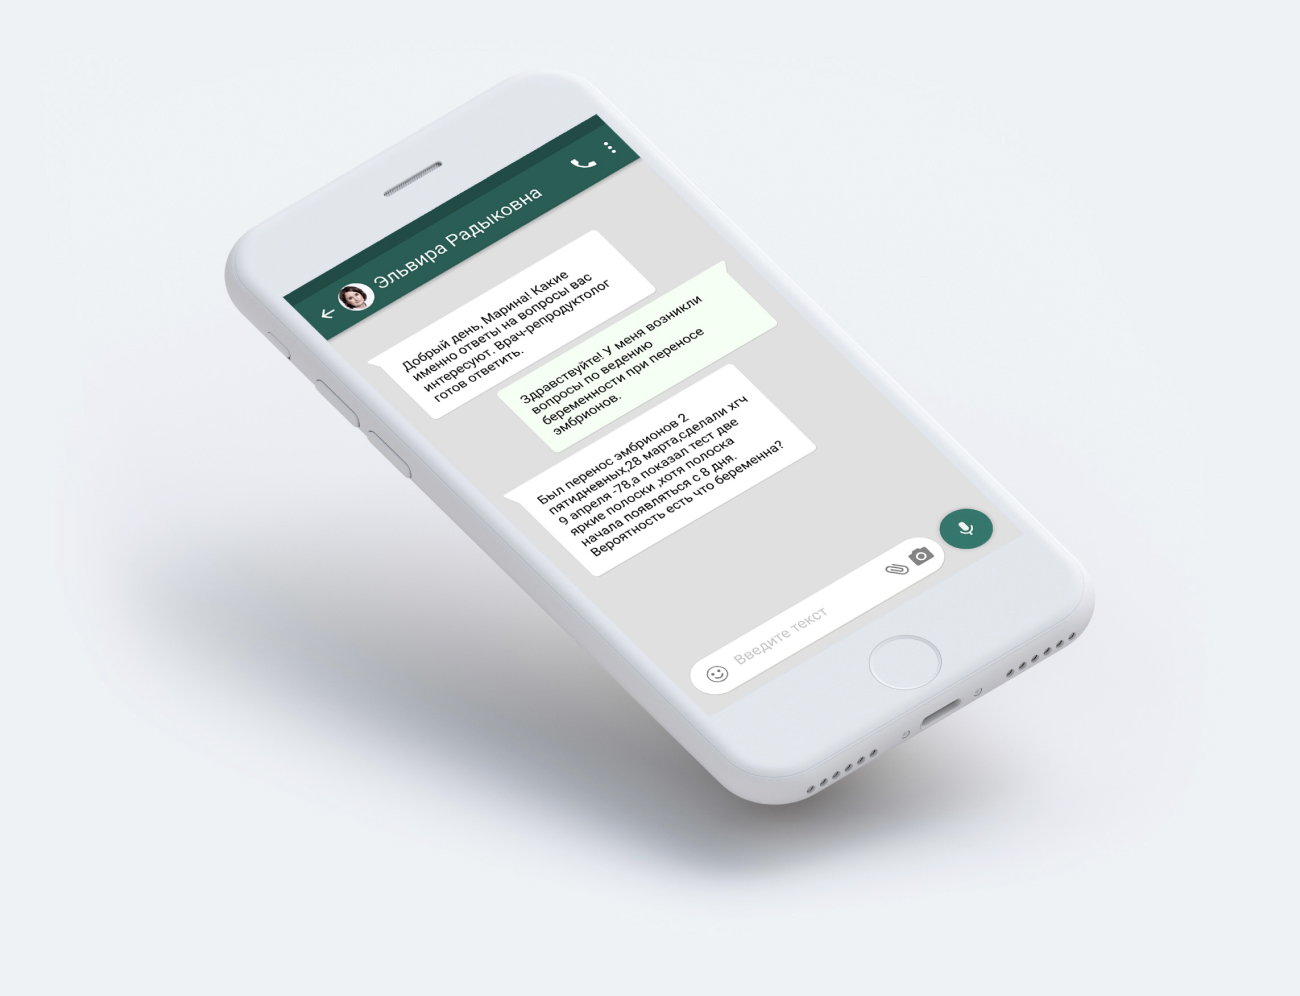 Эльвира Радыковна
Добрый день, Марина! Какие
именно ответы на вопросы вас
интересуют. Врач-репродуктолог
готов ответить.
Здравствуйте! У меня возникли
вопросы по ведению
беременности при переносе
эмбрионов.
Был перенос эмбрионов 2
пятидневных,28 марта,сделали хгч
9 апреля -78,а показал тест две
яркие полоски ,хотя полоска
начала появляться с 8 дня.
Вероятность есть что беременна?
Введите текст